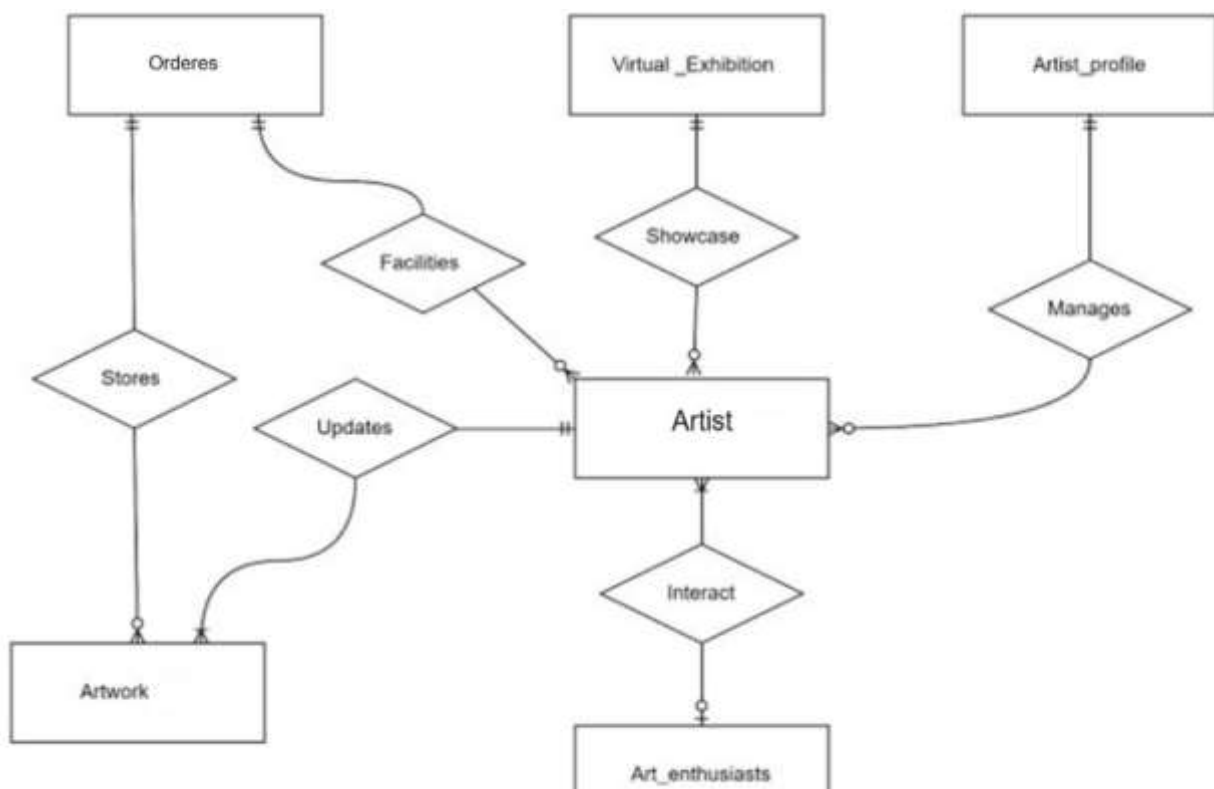 Orderes
Virtual _Exhibition
Artist_profile
Showcase
Facilities
Manages
Stores
Updates
Artist
Interact
Artwork
Art_enthusiasts